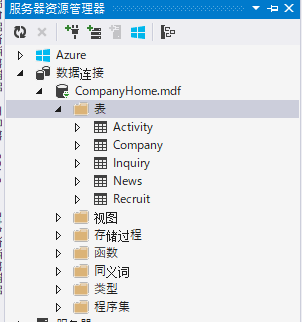 服务器资源管理器
Azure
数据连接
CompanyHome.mdf
表
Activity
Company
Inquiry
News
Recruit
视图
存储过程
函数
同义词
类型
程序集